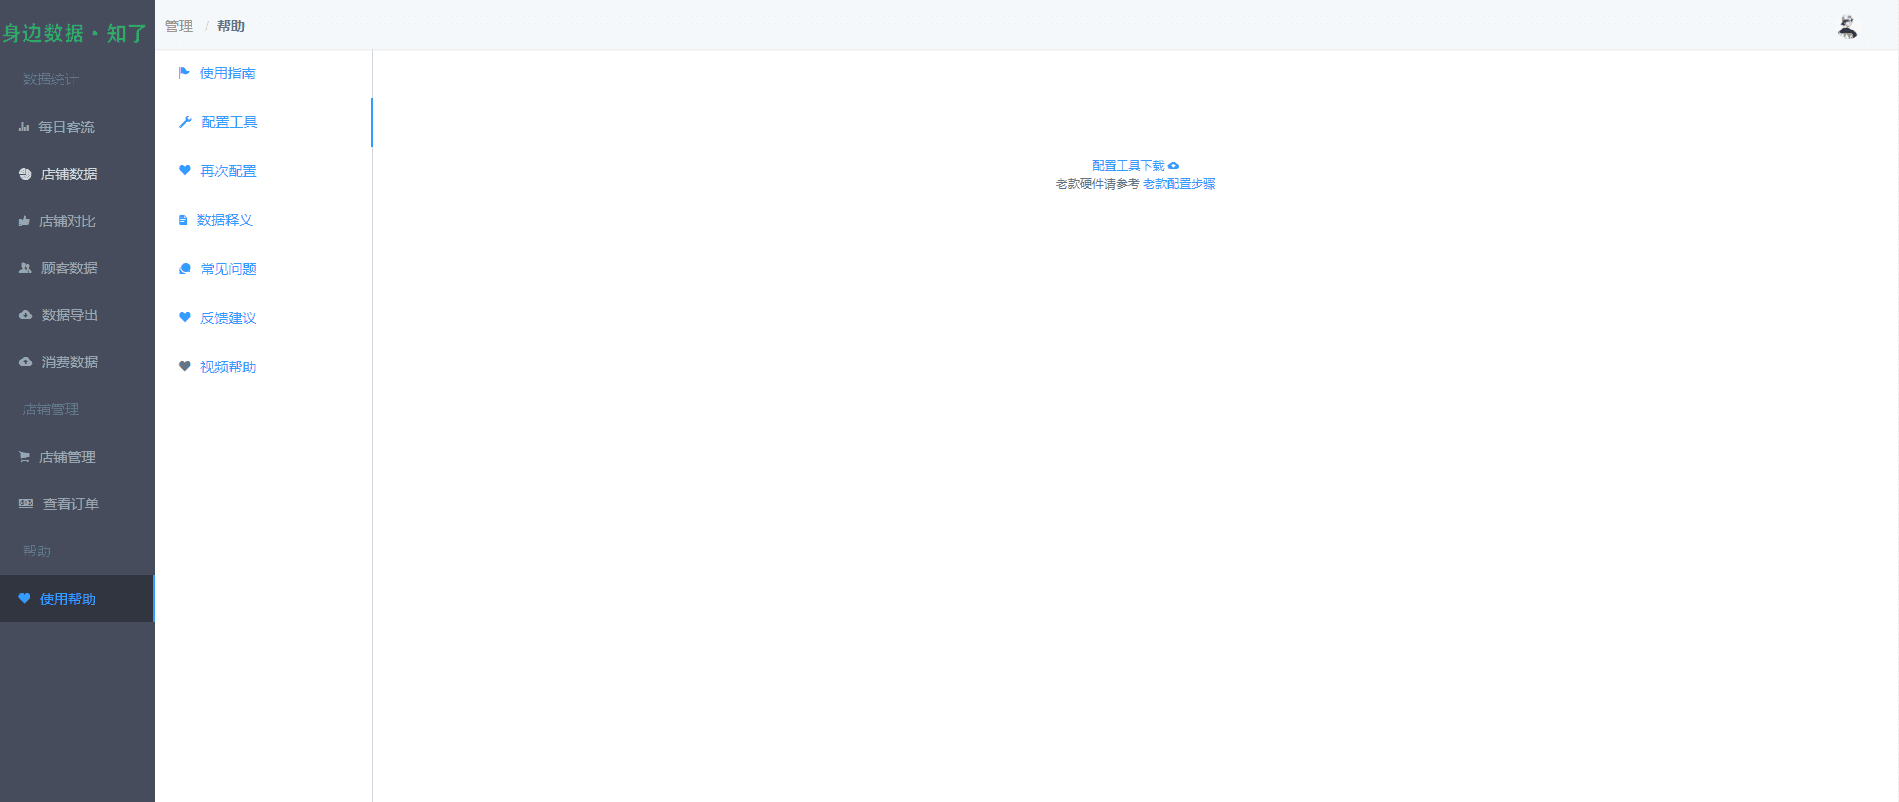 身边数据·知了
数据统计
每日客流
店铺数据
店铺对比
顾客数据
数据导出
消费数据
店铺管理
店铺管理
查看订单
帮助
使用帮助
管理 / 帮助
使用指南
配置工具
再次配置
数据释义
常见问题
反馈建议
视频帮助
配置工具下载
老款硬件请参考 老款配置步骤